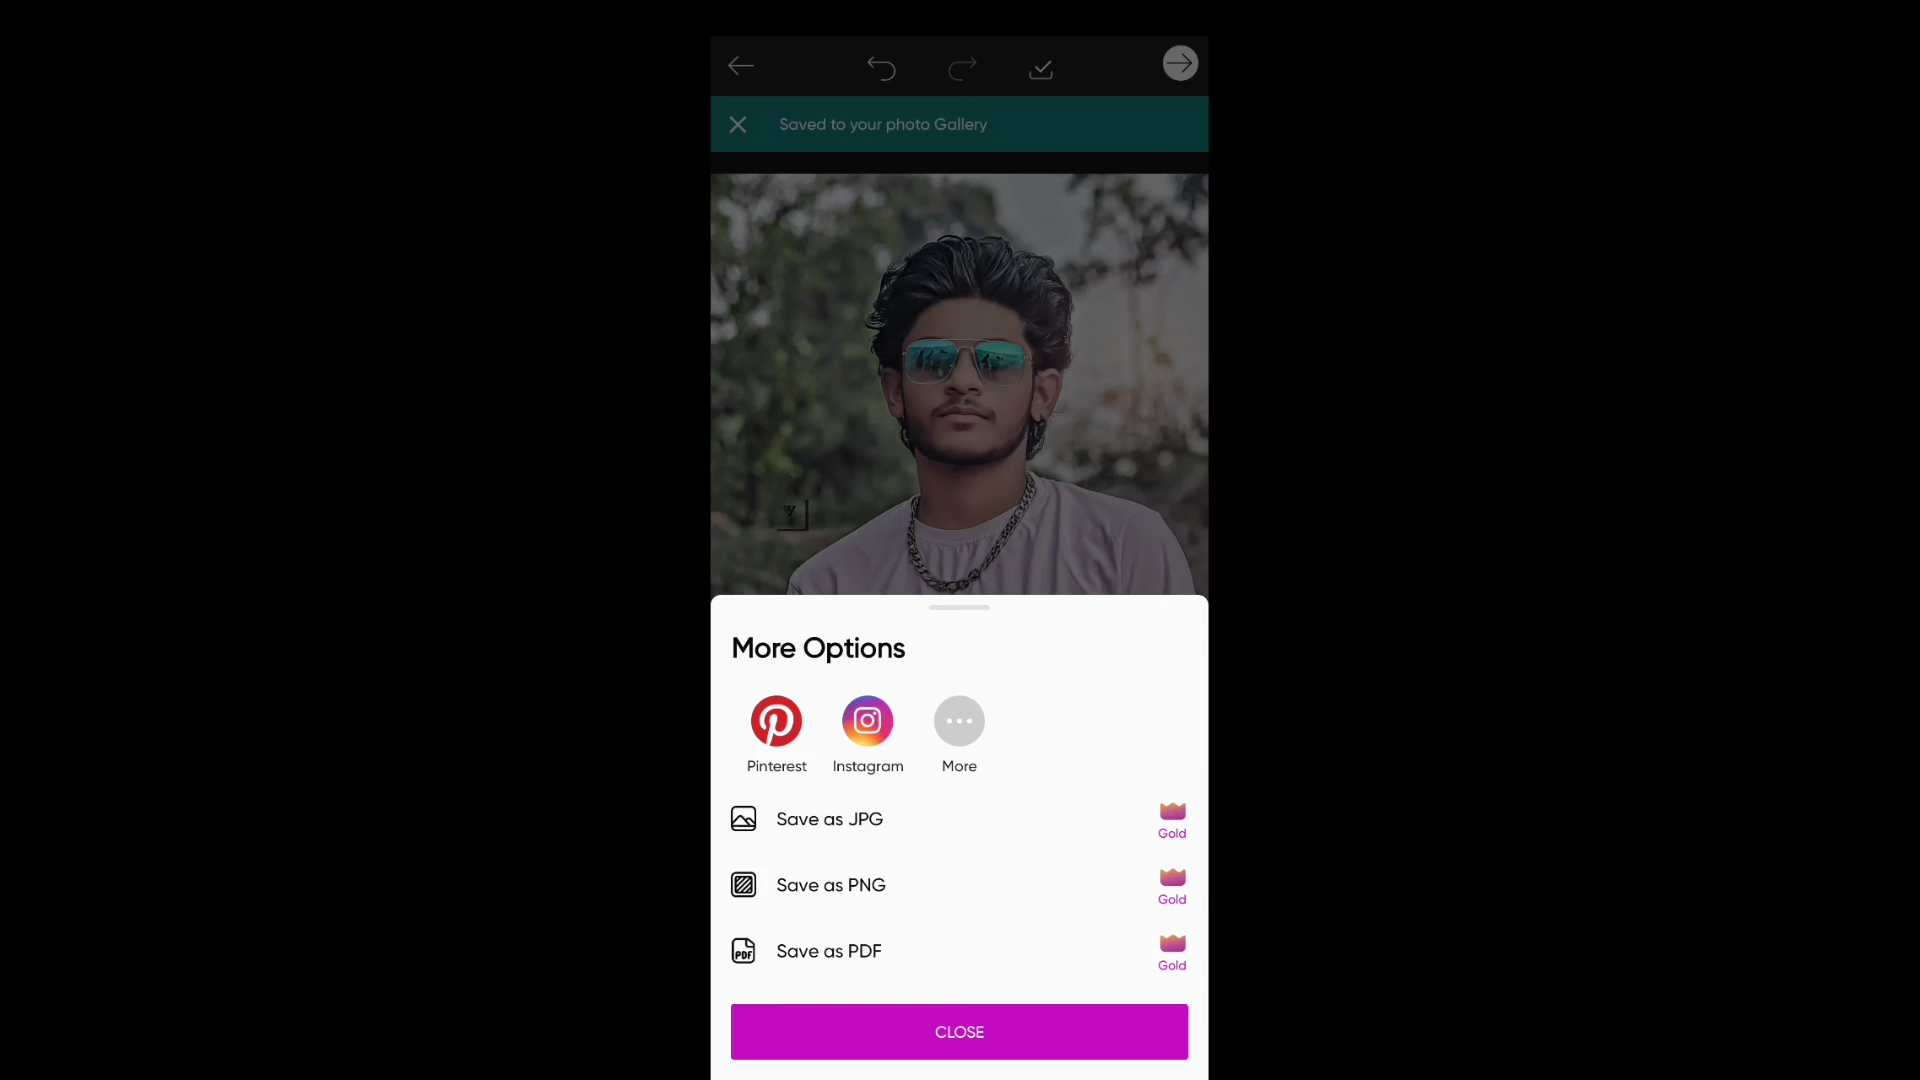 Saved to your photo Gallery
More Options
Pinterest
Instagram
More
Save as JPG
Gold
Save as PNG
Gold
PDF
Save as PDF
Gold
CLOSE